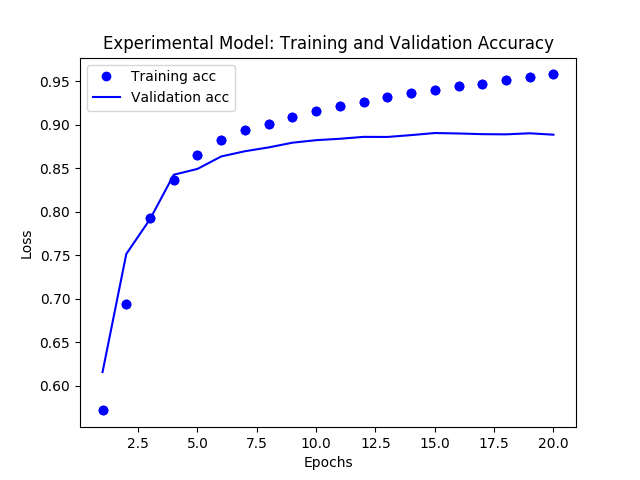 Experimental Model: Training and Validation Accuracy
Training acc
Validation acc
0.95
0.90
0.85
0.80
0.75
0.70
0.65
0.60
Loss
2.5 5.0 7.5 10.0 12.5 15.0 17.5 20.0
Epochs